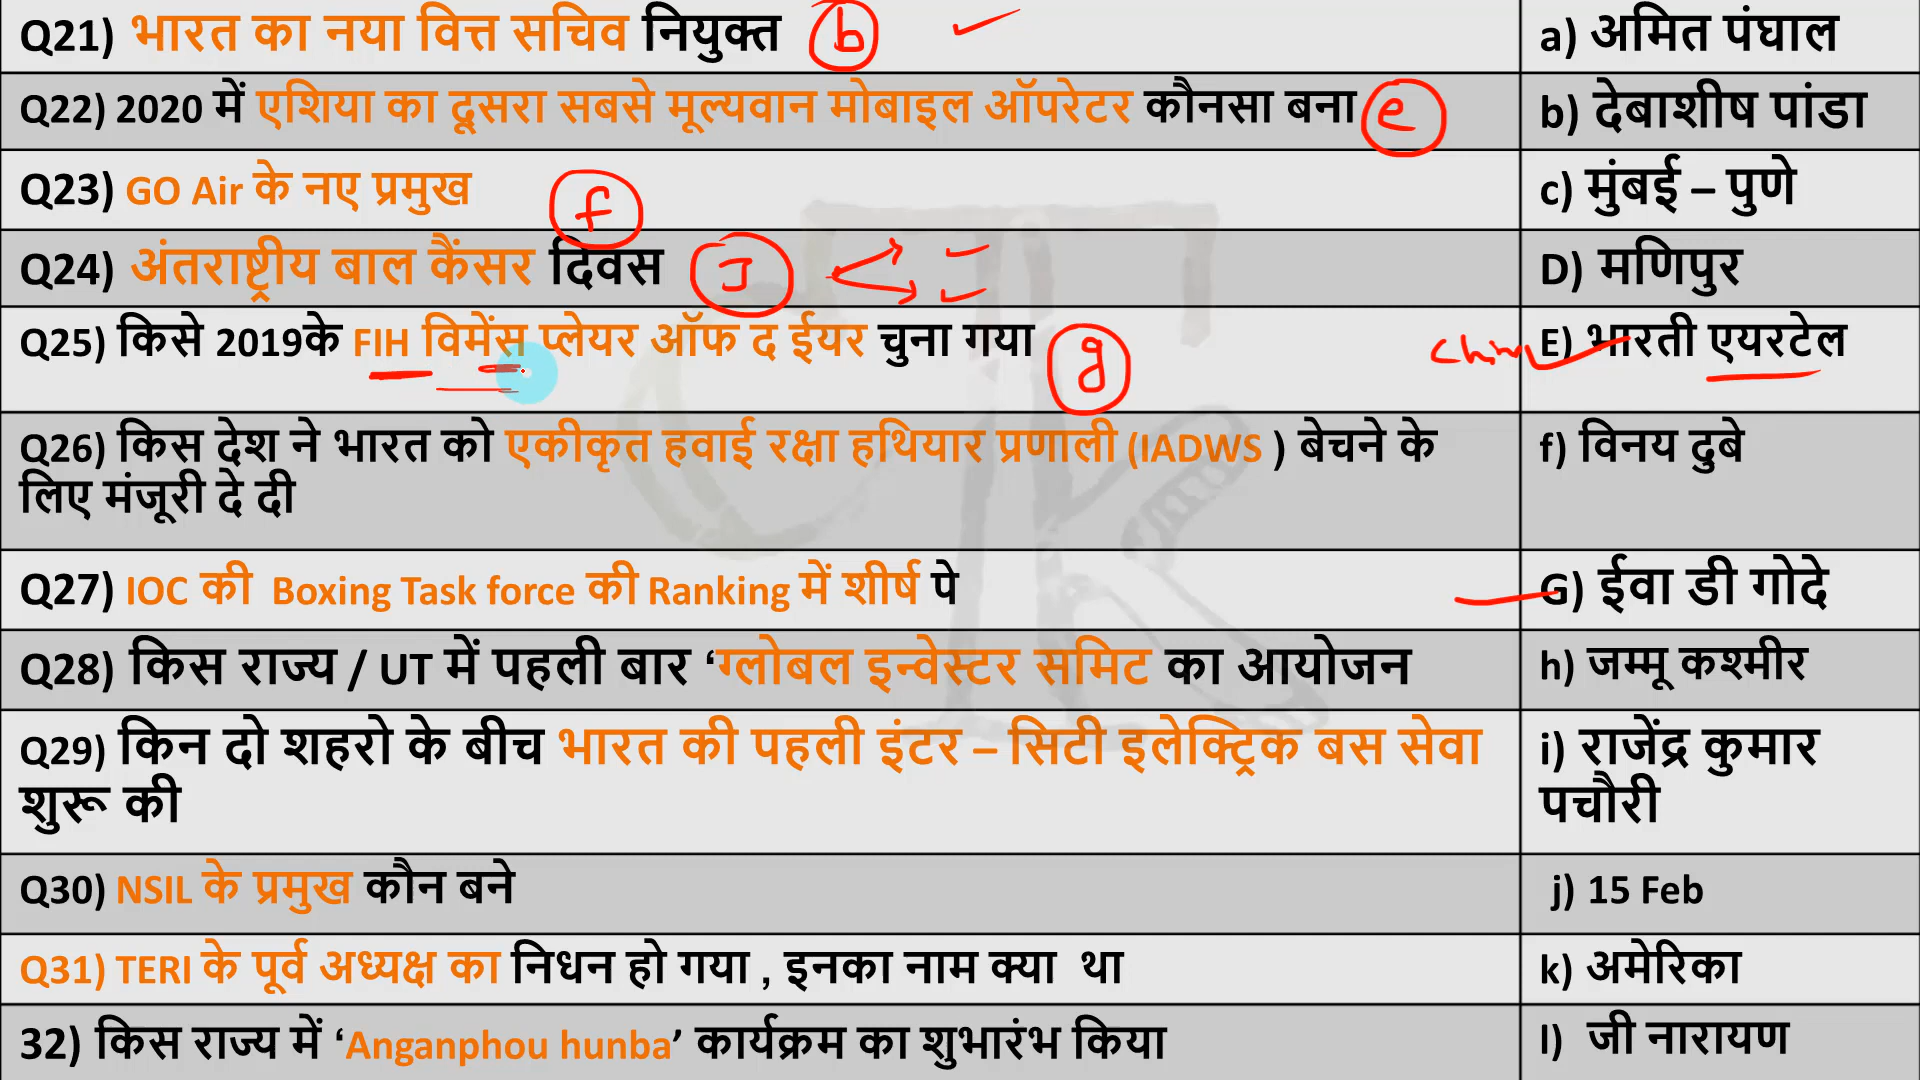 Q21) भारत का नया वित्त सचिव नियुक्त b a) अमित पंघाल
Q22) 2020 में एशिया का दूसरा सबसे मूल्यवान मोबाइल ऑपरेटर कौनसा बना e b) देबाशीष पांडा
Q23) GO Air के नए प्रमुख f c) मुंबई – पुणे
Q24) अंतराष्ट्रीय बाल कैंसर दिवस J D) मणिपुर
Q25) किसे 2019के FIH विमेंस प्लेयर ऑफ द ईयर चुना गया g E) भारती एयरटेल
Q26) किस देश ने भारत को एकीकृत हवाई रक्षा हथियार प्रणाली (IADWS ) बेचने के f) विनय दुबे
लिए मंजूरी दे दी
Q27) IOC की Boxing Task force की Ranking में शीर्ष पे G) ईवा डी गोदे
Q28) किस राज्य / UT में पहली बार ‘ग्लोबल इन्वेस्टर समिट का आयोजन h) जम्मू कश्मीर
Q29) किन दो शहरो के बीच भारत की पहली इंटर – सिटी इलेक्ट्रिक बस सेवा i) राजेंद्र कुमार
शुरू की पचौरी
Q30) NSIL के प्रमुख कौन बने j) 15 Feb
Q31) TERI के पूर्व अध्यक्ष का निधन हो गया , इनका नाम क्या था k) अमेरिका
32) किस राज्य में ‘Anganphou hunba’ कार्यक्रम का शुभारंभ किया l) जी नारायण